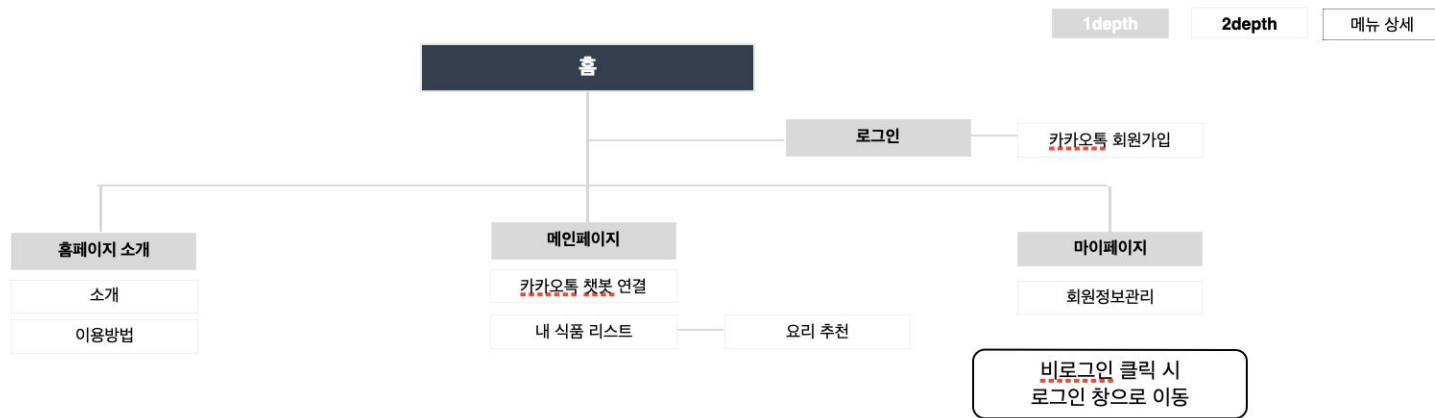 1depth
2depth
메뉴 상세
홈
로그인
카카오톡 회원가입
홈페이지 소개
메인페이지
마이페이지
소개
카카오톡 챗봇 연결
회원정보관리
이용방법
내 식품 리스트
요리 추천
비로그인 클릭 시
로그인 창으로 이동